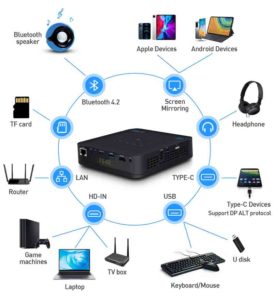 Bluetooth
speaker
Apple Devices
Android Devices
Bluetooth 4.2
Screen
Mirroring
TF card
Headphone
Router
LAN
TYPE-C
Type-C Devices
Support DP ALT protocol
HD-IN
USB
Game
machines
Laptop
TV box
Keyboard/Mouse
U disk